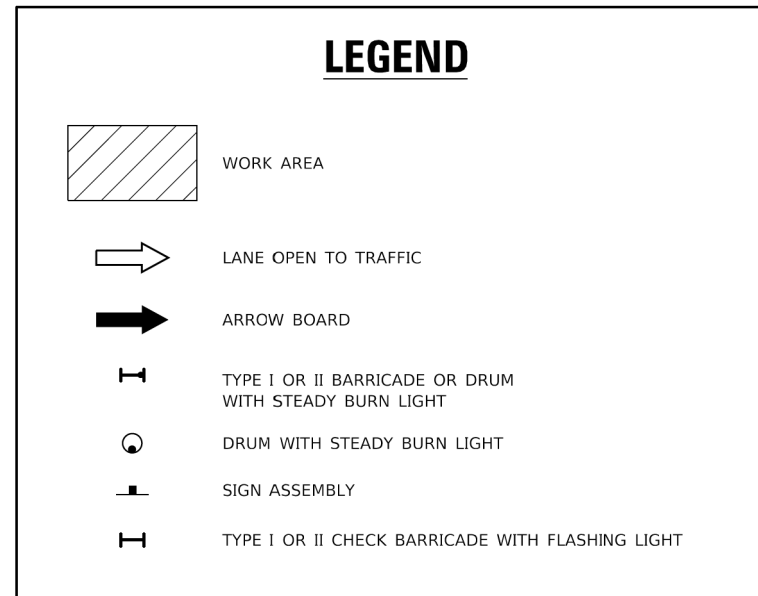 LEGEND
WORK AREA
LANE OPEN TO TRAFFIC
ARROW BOARD
TYPE I OR II BARRICADE OR DRUM
WITH STEADY BURN LIGHT
DRUM WITH STEADY BURN LIGHT
SIGN ASSEMBLY
TYPE I OR II CHECK BARRICADE WITH FLASHING LIGHT